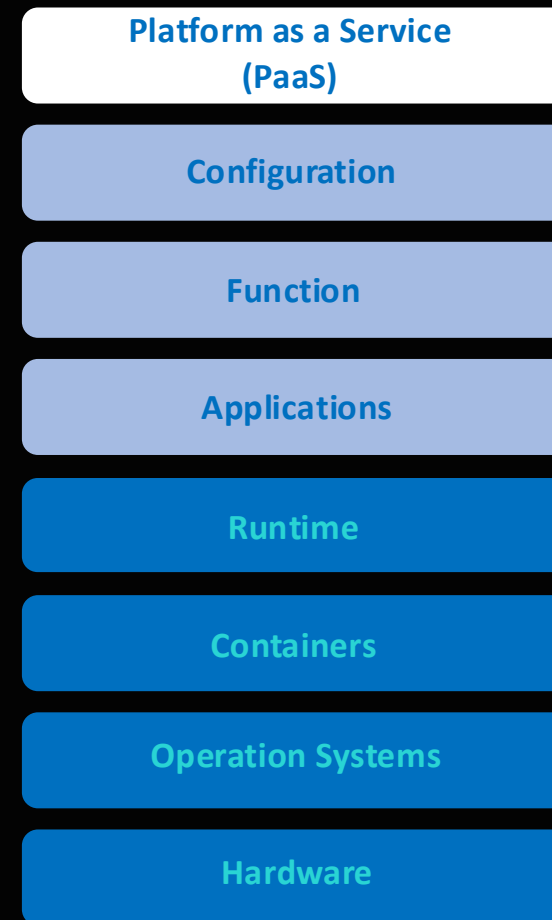 Platform as a Service
(PaaS)
Configuration
Function
Applications
Runtime
Containers
Operation Systems
Hardware